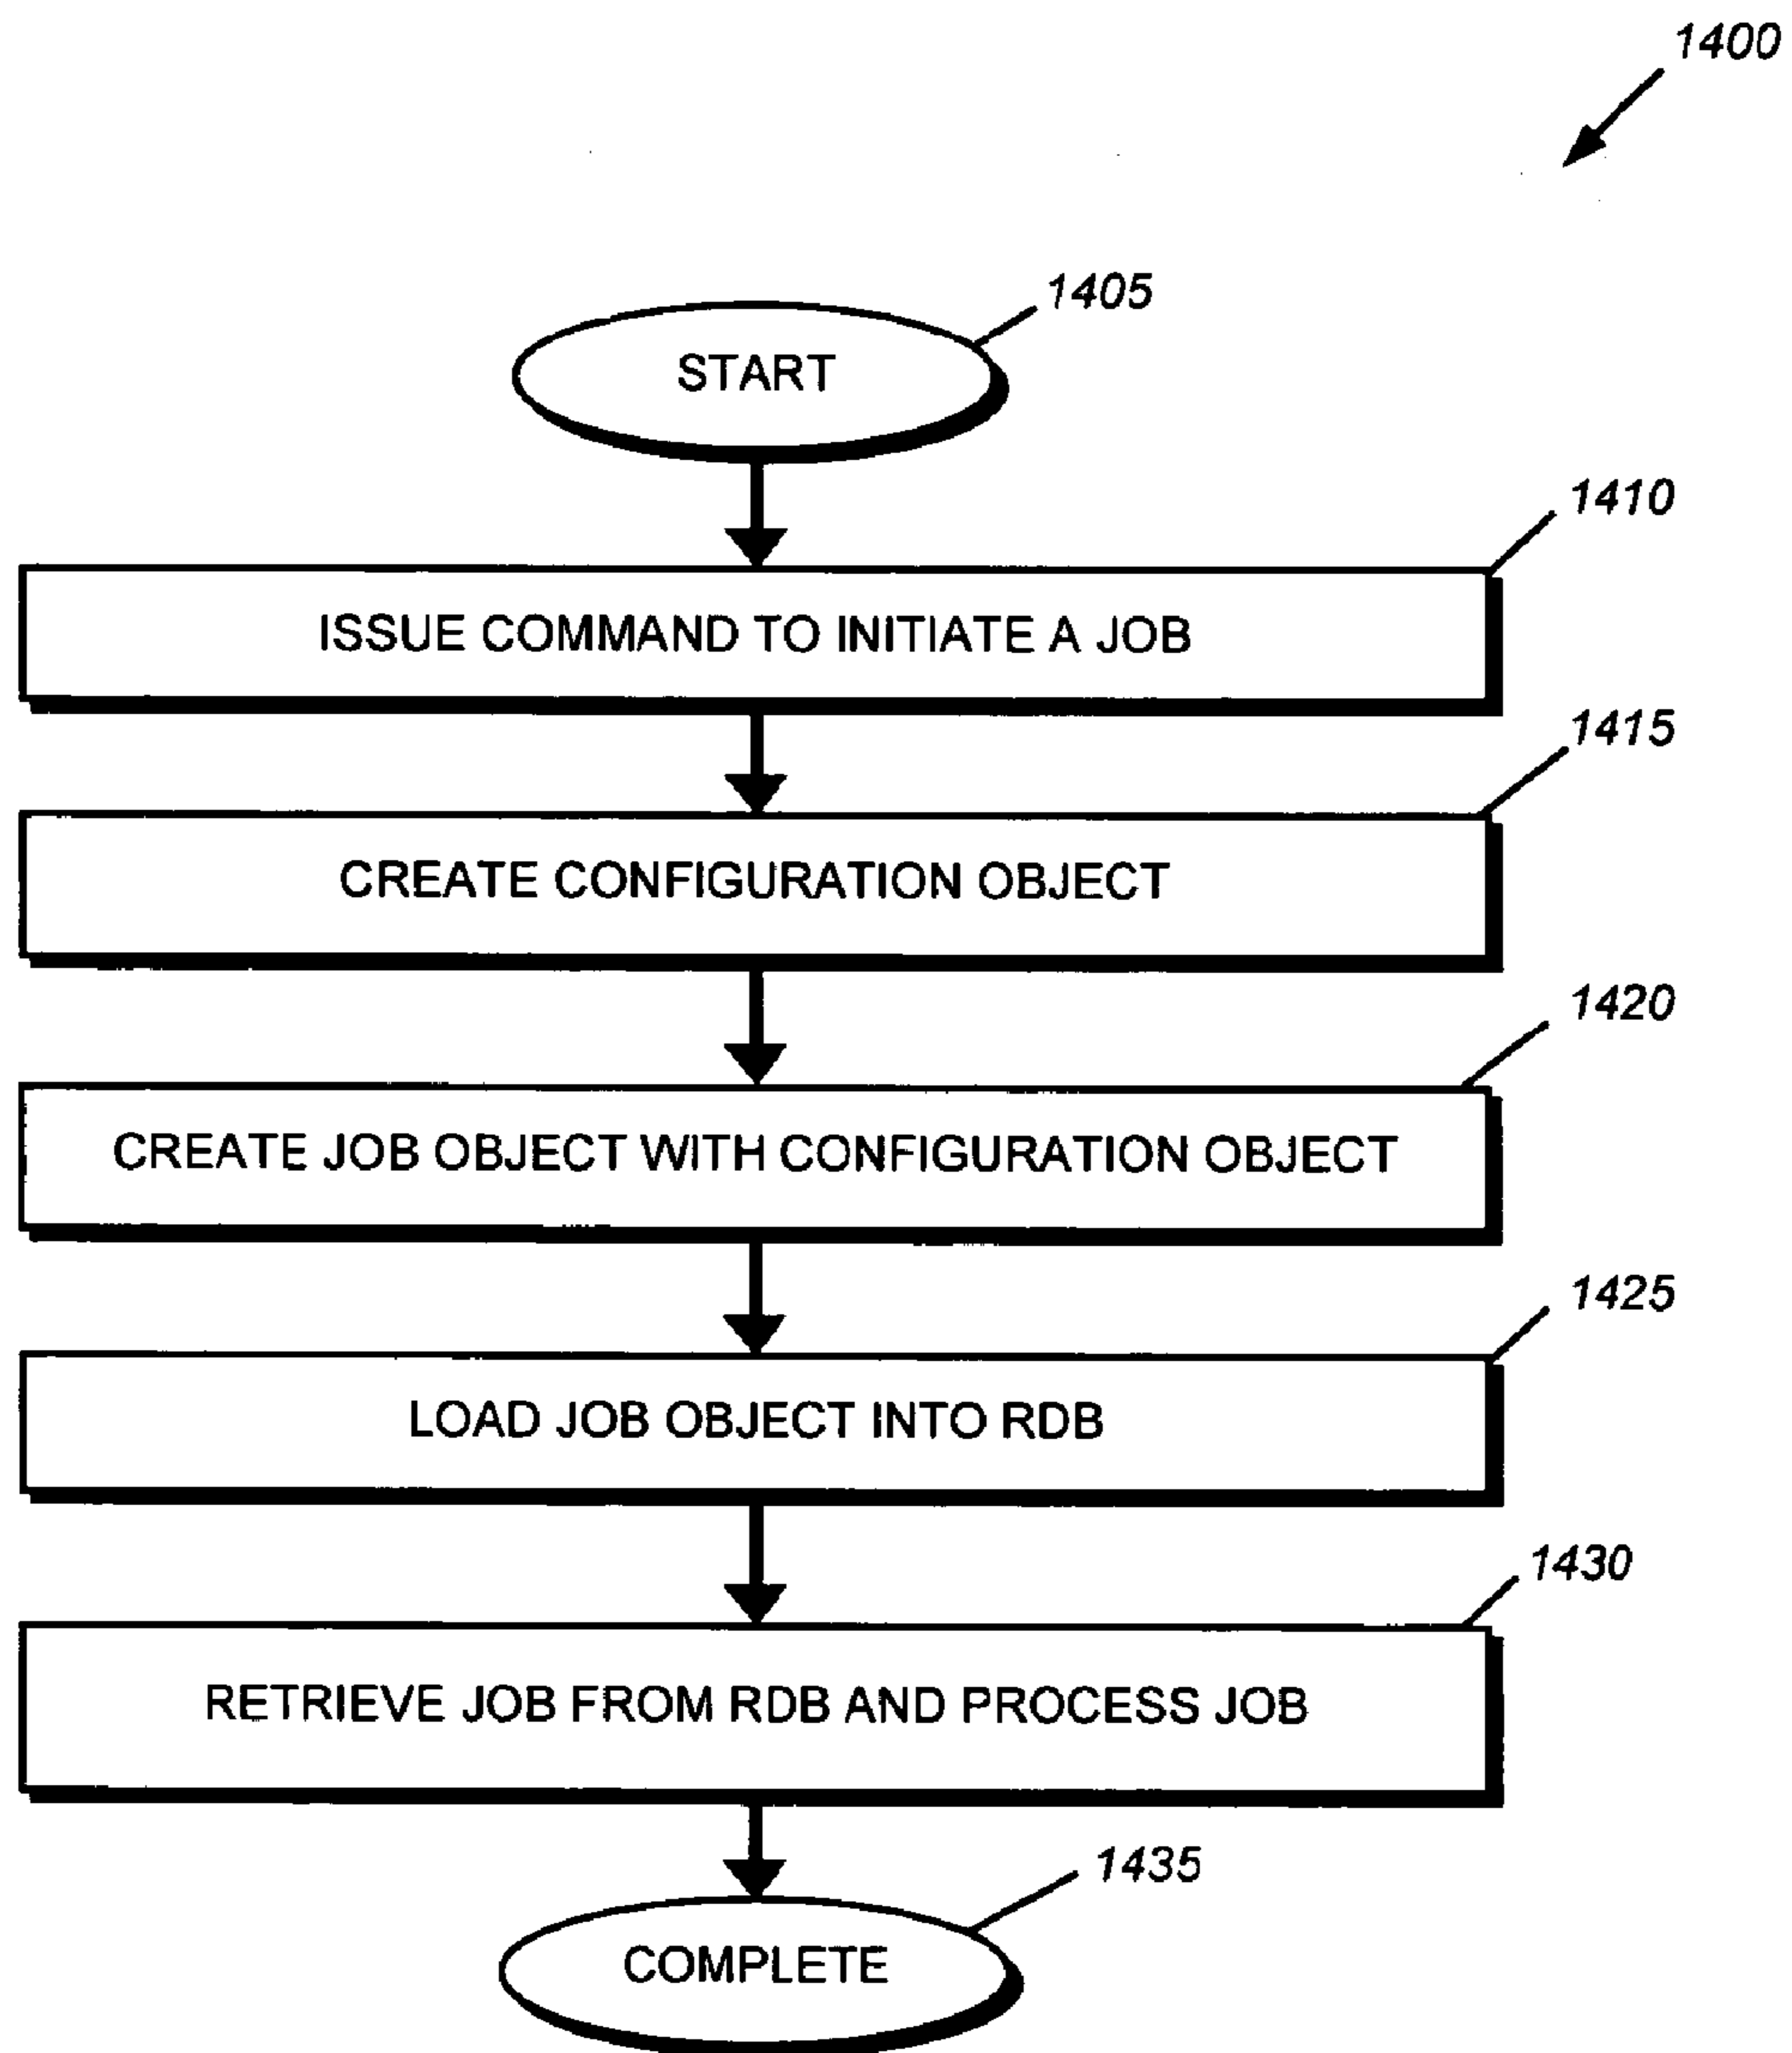 1400
1405
START
1410
ISSUE COMMAND TO INITIATE A JOB
1415
CREATE CONFIGURATION OBJECT
1420
CREATE JOB OBJECT WITH CONFIGURATION OBJECT
1425
LOAD JOB OBJECT INTO RDB
1430
RETRIEVE JOB FROM RDB AND PROCESS JOB
1435
COMPLETE